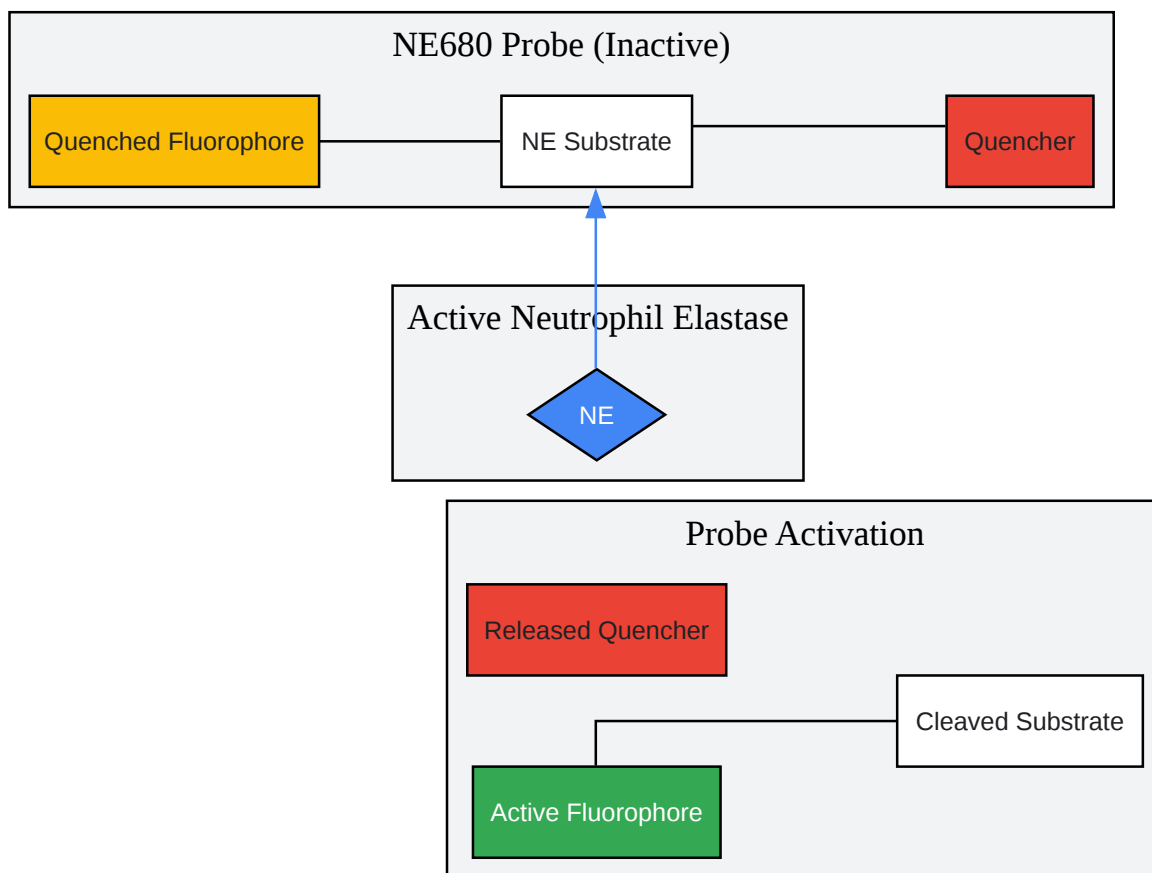 NE680 Probe (Inactive)
Quenched Fluorophore
NE Substrate
Quencher
Active Neutrophil Elastase
NE
Probe Activation
Released Quencher
Cleaved Substrate
Active Fluorophore